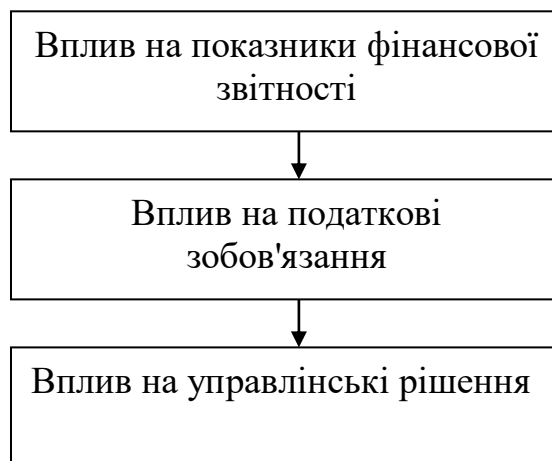 Вплив на показники фінансової
звітності
Вплив на податкові
зобов'язання
Вплив на управлінські рішення